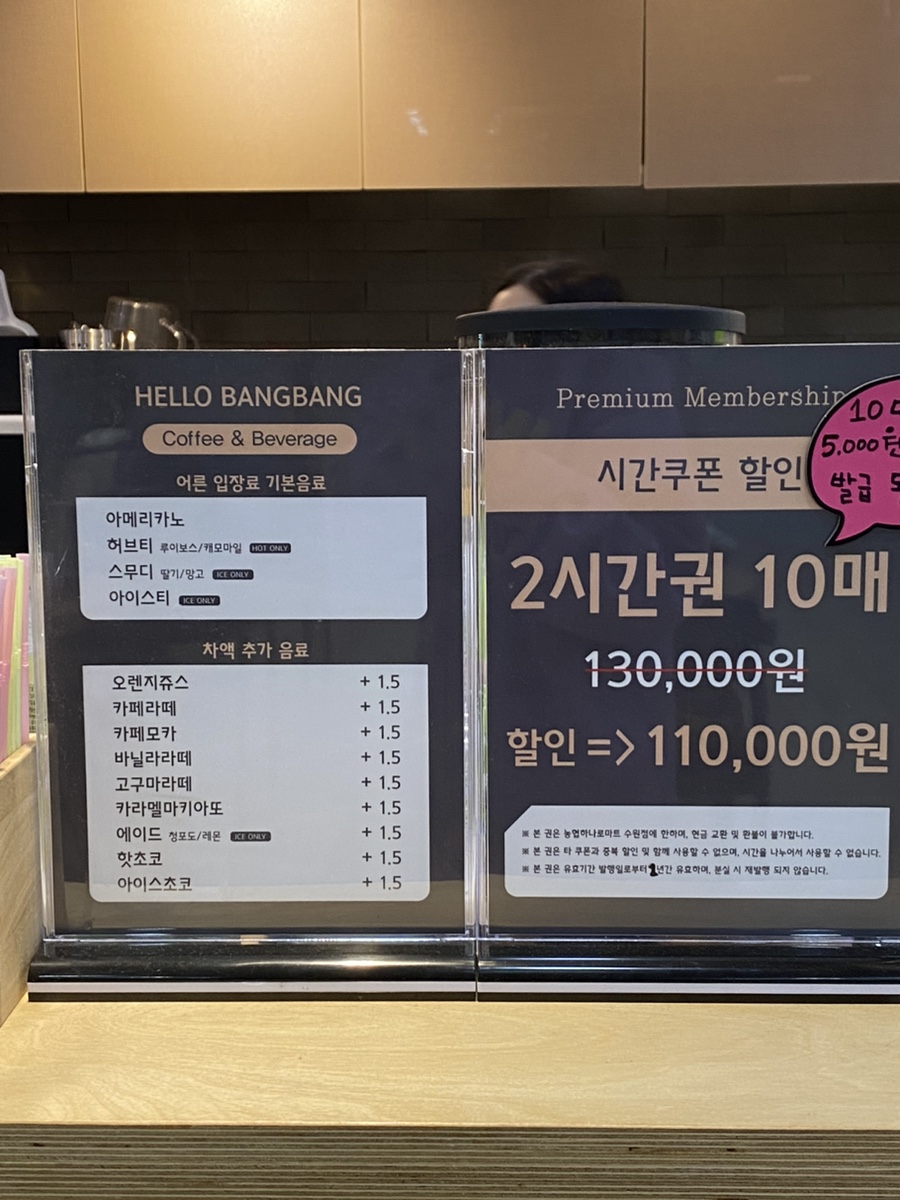 HELLO BANGBANG
Coffee & Beverage
어른 입장료 기본음료
아메리카노
허브티 루이보스/캐모마일 HOT ONLY
스무디 딸기/망고 ICE ONLY
아이스티 ICE ONLY
차액 추가 음료
오렌지쥬스 + 1.5
카페라떼 + 1.5
카페모카 + 1.5
바닐라라떼 + 1.5
고구마라떼 + 1.5
카라멜마키아또 + 1.5
에이드 청포도/레몬 ICE ONLY + 1.5
핫초코 + 1.5
아이스초코 + 1.5
Premium Membership
시간쿠폰 할인
10
5.000원
발급
2시간권 10매
130,000원
할인 => 110,000원
※ 본 권은 농협하나로마트 수원점에 한하며, 현금 교환 및 환불이 불가합니다.
※ 본 권은 타 쿠폰과 중복 할인 및 함께 사용할 수 없으며, 시간을 나누어서 사용할 수 없습니다.
※ 본 권은 유효기간 발행일로부터 1년간 유효하며, 분실 시 재발행 되지 않습니다.